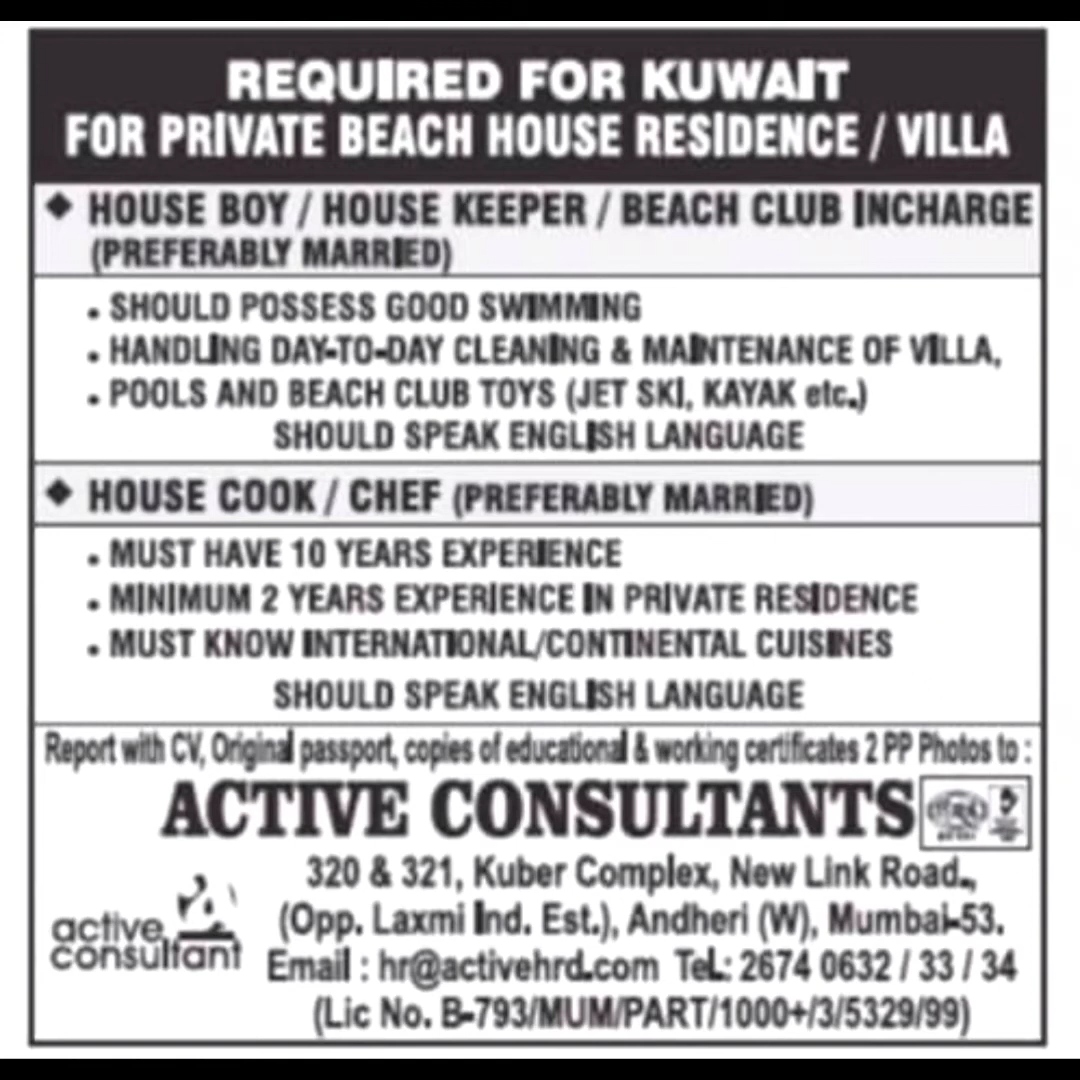 REQUIRED FOR KUWAIT
FOR PRIVATE BEACH HOUSE RESIDENCE / VILLA
◆ HOUSE BOY / HOUSE KEEPER / BEACH CLUB INCHARGE
(PREFERABLY MARRIED)
• SHOULD POSSESS GOOD SWIMMING
• HANDLING DAY-TO-DAY CLEANING & MAINTENANCE OF VILLA,
• POOLS AND BEACH CLUB TOYS (JET SKI, KAYAK etc.)
SHOULD SPEAK ENGLISH LANGUAGE
◆ HOUSE COOK / CHEF (PREFERABLY MARRIED)
• MUST HAVE 10 YEARS EXPERIENCE
• MINIMUM 2 YEARS EXPERIENCE IN PRIVATE RESIDENCE
• MUST KNOW INTERNATIONAL/CONTINENTAL CUISINES
SHOULD SPEAK ENGLISH LANGUAGE
Report with CV, Original passport, copies of educational & working certificates 2 PP Photos to :
ACTIVE CONSULTANTS
active
consultant
320 & 321, Kuber Complex, New Link Road.,
(Opp. Laxmi Ind. Est.), Andheri (W), Mumbai-53.
Email : hr@activehrd.com Tel.: 2674 0632 / 33 / 34
(Lic No. B-793/MUM/PART/1000+/3/5329/99)